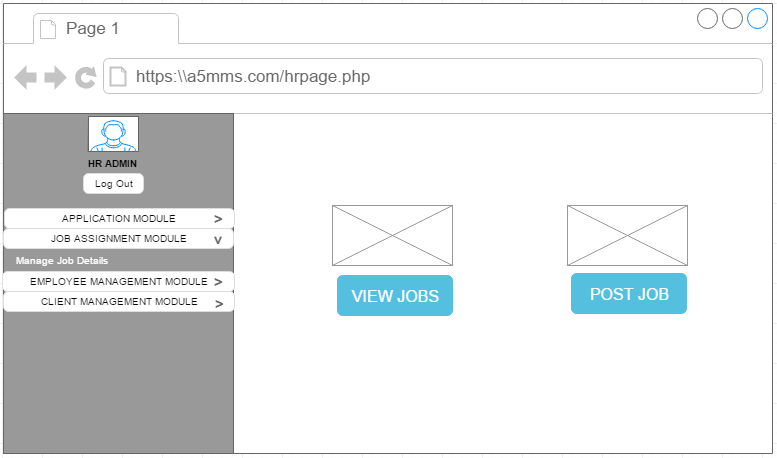 Page 1
https:\\a5mms.com/hrpage.php
HR ADMIN
Log Out
APPLICATION MODULE >
JOB ASSIGNMENT MODULE v
Manage Job Details
EMPLOYEE MANAGEMENT MODULE >
CLIENT MANAGEMENT MODULE >
VIEW JOBS
POST JOB